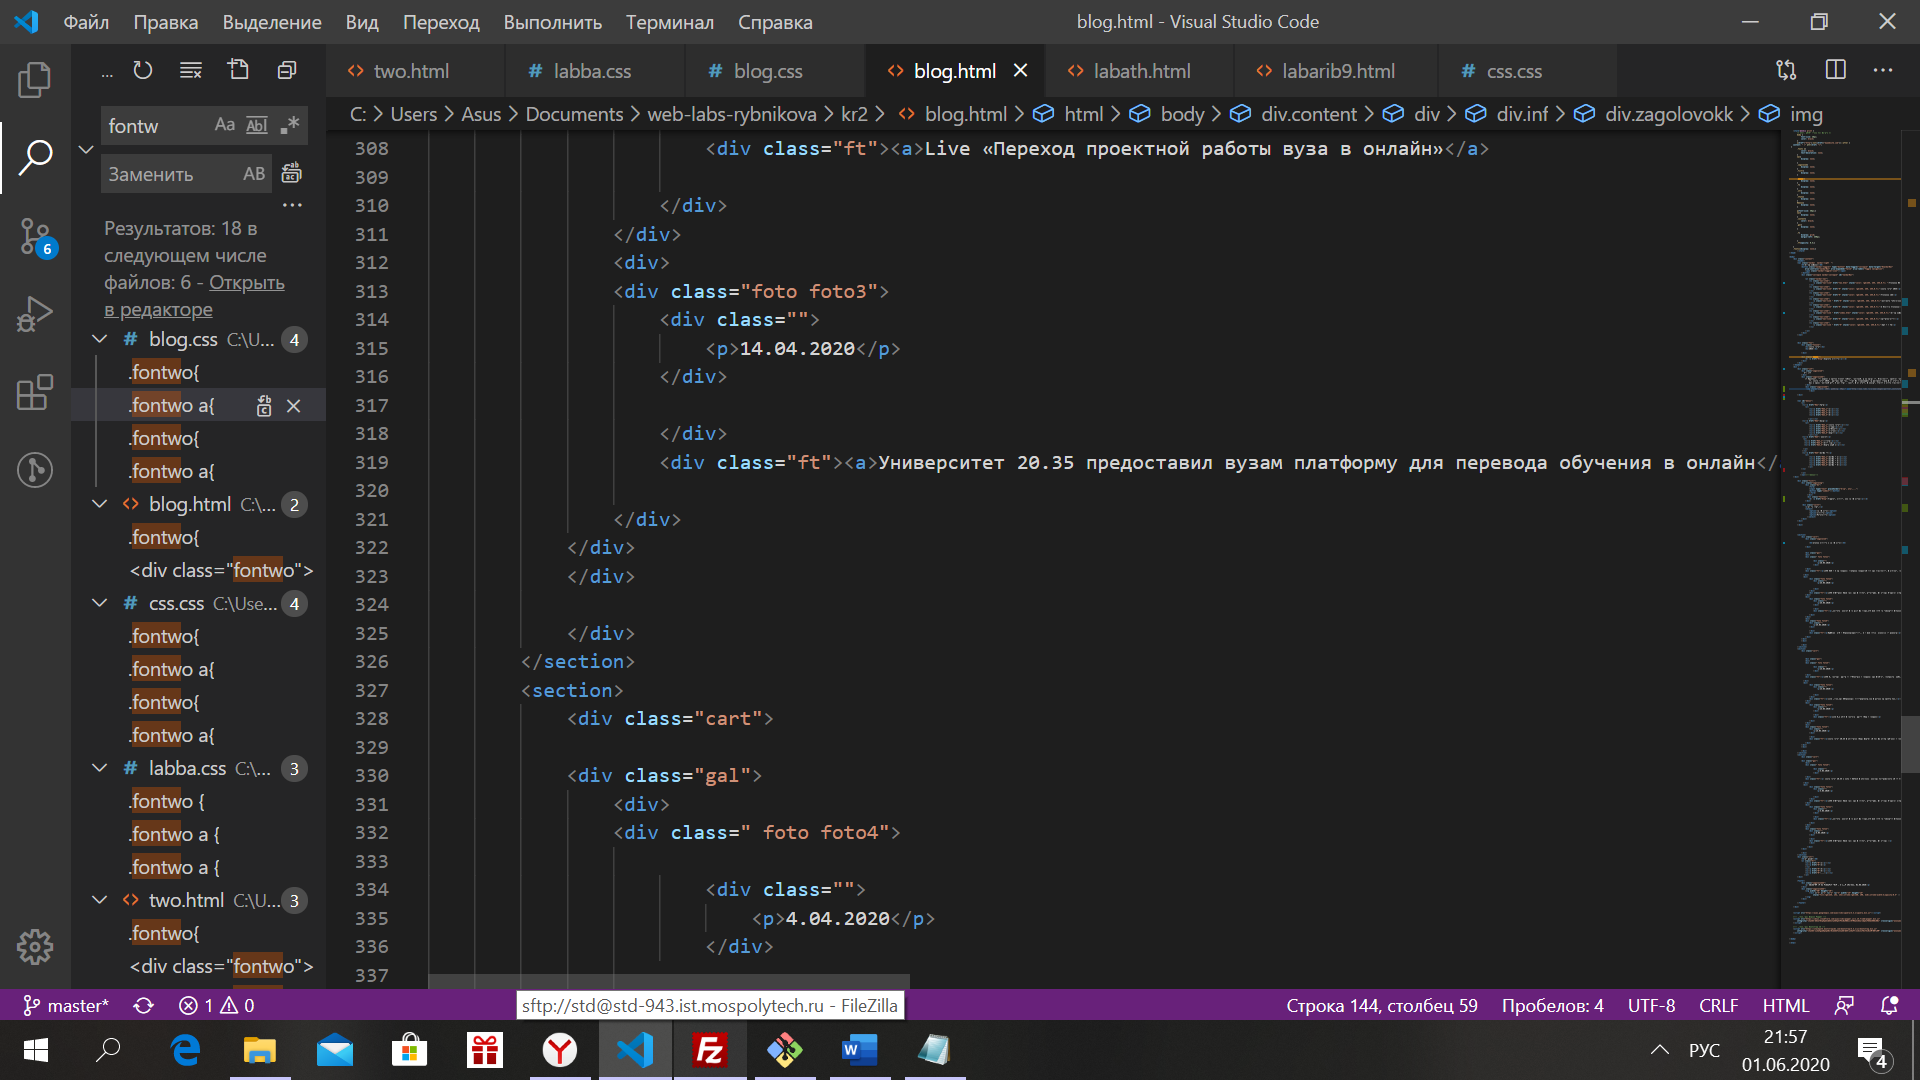 Файл Правка Выделение Вид Переход Выполнить Терминал Справка blog.html - Visual Studio Code
... two.html # labba.css # blog.css blog.html labath.html labarib9.html # css.css ...
C: > Users > Asus > Documents > web-labs-rybnikova > kr2 > blog.html > html > body > div.content > div > div.inf > div.zagolovokk > img
fontw Aa Abl .*
Заменить AB
...
Результатов: 18 в
следующем числе
файлов: 6 - Открыть
в редакторе
# blog.css C:\U... 4
.fontwo{
.fontwo a{
.fontwo{
.fontwo a{
blog.html C:\... 2
.fontwo{
<div class="fontwo">
# css.css C:\Use... 4
.fontwo{
.fontwo a{
.fontwo{
.fontwo a{
# labba.css C:\... 3
.fontwo {
.fontwo a {
.fontwo a {
two.html C:\U... 3
.fontwo{
<div class="fontwo">
308 <div class="ft"><a>Live «Переход проектной работы вуза в онлайн»</a>
309
310 </div>
311 </div>
312 <div>
313 <div class="foto foto3">
314 <div class="">
315 <p>14.04.2020</p>
316 </div>
317
318 </div>
319 <div class="ft"><a>Университет 20.35 предоставил вузам платформу для перевода обучения в онлайн</
320
321 </div>
322 </div>
323 </div>
324
325 </div>
326 </section>
327 <section>
328 <div class="cart">
329
330 <div class="gal">
331 <div>
332 <div class=" foto foto4">
333
334 <div class="">
335 <p>4.04.2020</p>
336 </div>
337
6
master* 1 0 sftp://std@std-943.ist.mospolytech.ru - FileZilla Строка 144, столбец 59 Пробелов: 4 UTF-8 CRLF HTML
РУС 21:57
01.06.2020 4